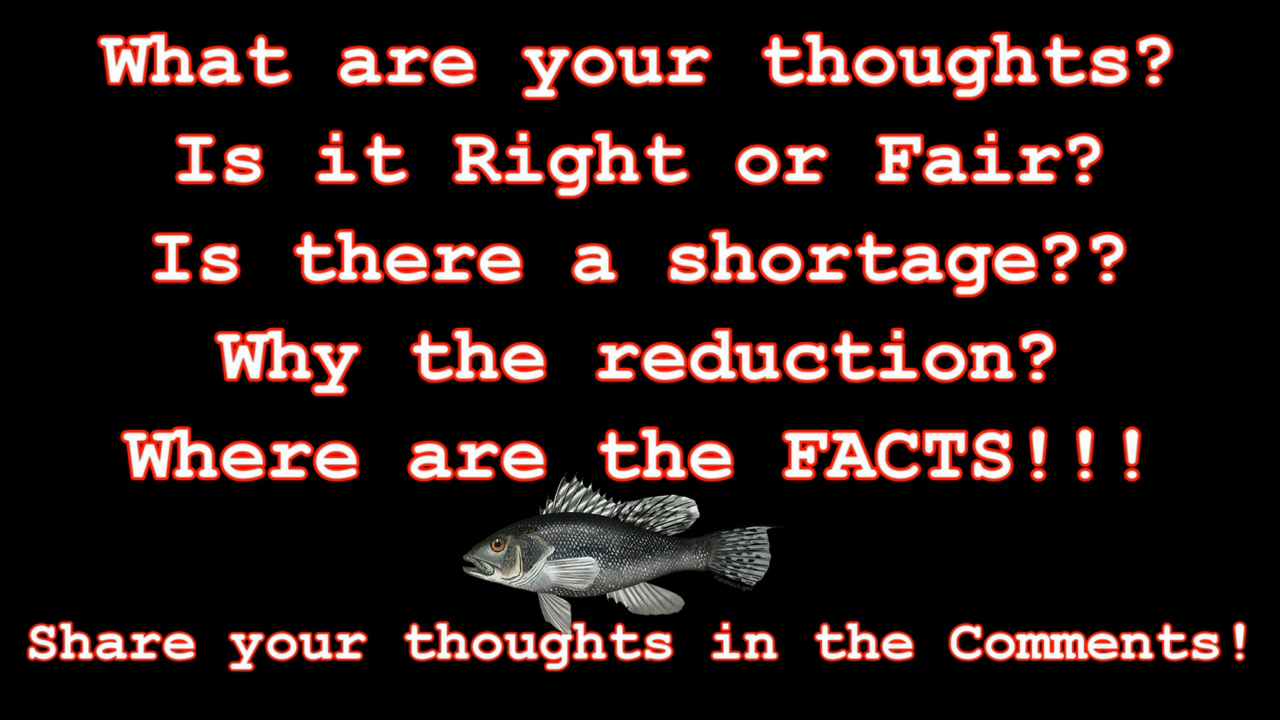 What are your thoughts?
Is it Right or Fair?
Is there a shortage??
Why the reduction?
Where are the FACTS!!!
Share your thoughts in the Comments!